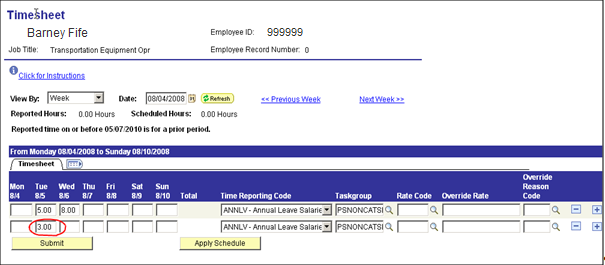 Timesheet
Barney Fife Employee ID: 999999
Job Title: Transportation Equipment Opr Employee Record Number: 0
Click for Instructions
View By: Week Date: 08/04/2008 Refresh << Previous Week Next Week >>
Reported Hours: 0.00 Hours Scheduled Hours: 0.00 Hours
Reported time on or before 05/07/2010 is for a prior period.
From Monday 08/04/2008 to Sunday 08/10/2008
Timesheet
Mon 8/4 Tue 8/5 Wed 8/6 Thu 8/7 Fri 8/8 Sat 8/9 Sun 8/10 Total Time Reporting Code Taskgroup Rate Code Override Rate Override Reason Code
5.00 8.00 ANNLV - Annual Leave Salarie PSNONCATSI
3.00 ANNLV - Annual Leave Salarie PSNONCATSI
Submit Apply Schedule